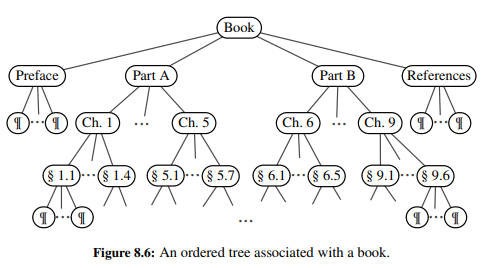 Book
Preface Part A Part B References
¶ ... ¶ Ch. 1 ... Ch. 5 Ch. 6 ... Ch. 9 ¶ ... ¶
§ 1.1 ... § 1.4 § 5.1 ... § 5.7 § 6.1 ... § 6.5 § 9.1 ... § 9.6
¶ ... ¶ ... ¶ ... ¶
Figure 8.6: An ordered tree associated with a book.